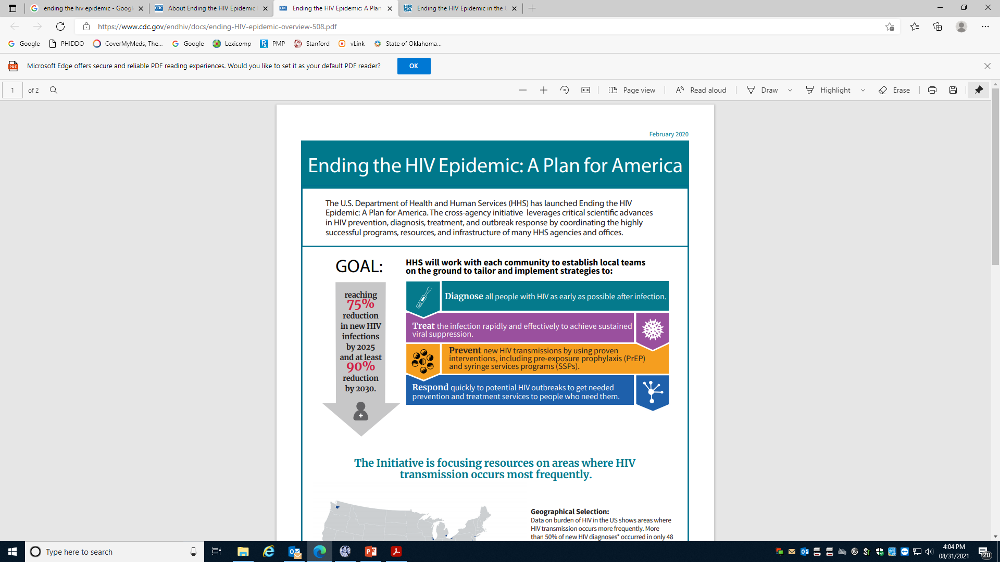 ending the hiv epidemic - Googl
About Ending the HIV Epidemic
Ending the HIV Epidemic: A Plan
Ending the HIV Epidemic in the
https://www.cdc.gov/endhiv/docs/ending-HIV-epidemic-overview-508.pdf
Google
PHIDDO
CoverMyMeds, The...
Google
Lexicomp
PMP
Stanford
vLink
State of Oklahoma...
Microsoft Edge offers secure and reliable PDF reading experiences. Would you like to set it as your default PDF reader?
OK
1 of 2
Page view
Read aloud
Draw
Highlight
Erase
February 2020
Ending the HIV Epidemic: A Plan for America
The U.S. Department of Health and Human Services (HHS) has launched Ending the HIV
Epidemic: A Plan for America. The cross-agency initiative leverages critical scientific advances
in HIV prevention, diagnosis, treatment, and outbreak response by coordinating the highly
successful programs, resources, and infrastructure of many HHS agencies and offices.
GOAL:
reaching
75%
reduction
in new HIV
infections
by 2025
and at least
90%
reduction
by 2030.
HHS will work with each community to establish local teams
on the ground to tailor and implement strategies to:
Diagnose all people with HIV as early as possible after infection.
Treat the infection rapidly and effectively to achieve sustained
viral suppression.
Prevent new HIV transmissions by using proven
interventions, including pre-exposure prophylaxis (PrEP)
and syringe services programs (SSPs).
Respond quickly to potential HIV outbreaks to get needed
prevention and treatment services to people who need them.
The Initiative is focusing resources on areas where HIV
transmission occurs most frequently.
Geographical Selection:
Data on burden of HIV in the US shows areas where
HIV transmission occurs more frequently. More
than 50% of new HIV diagnoses* occurred in only 48
Type here to search
4:04 PM
08/31/2021
20